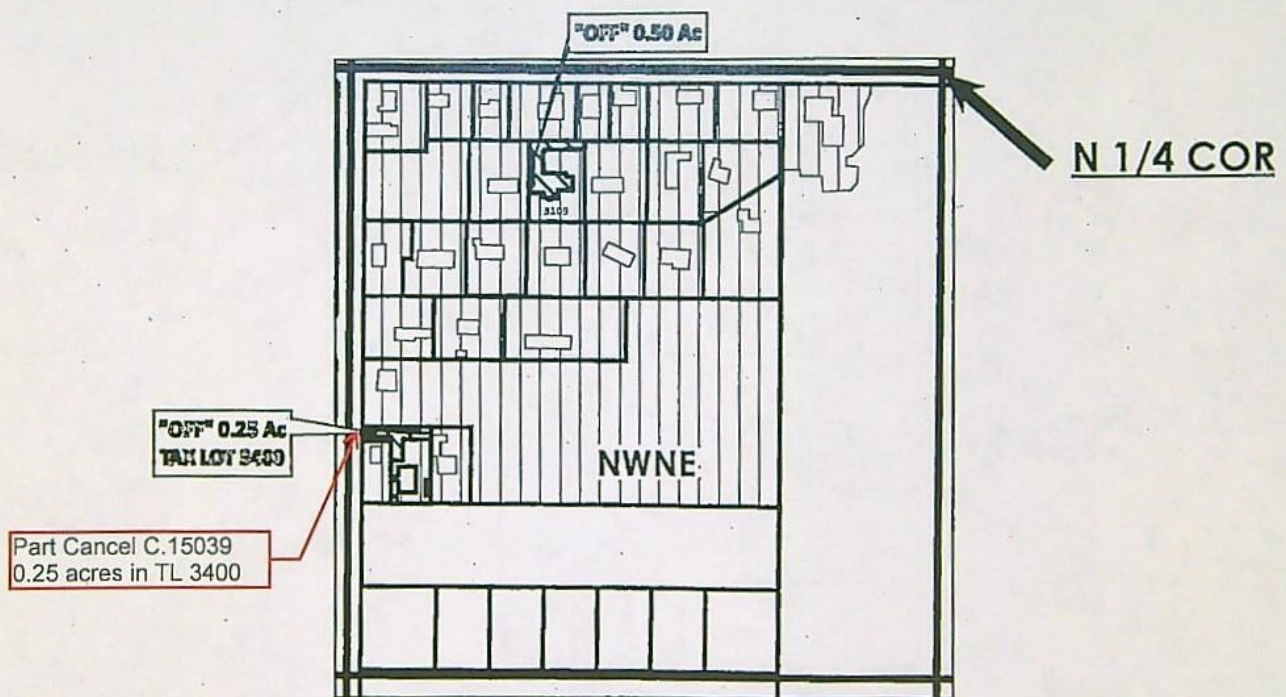 "OFF" 0.50 Ac
N 1/4 COR
3109
"OFF" 0.25 Ac
TAX LOT 3400
NWNE
Part Cancel C.15039
0.25 acres in TL 3400